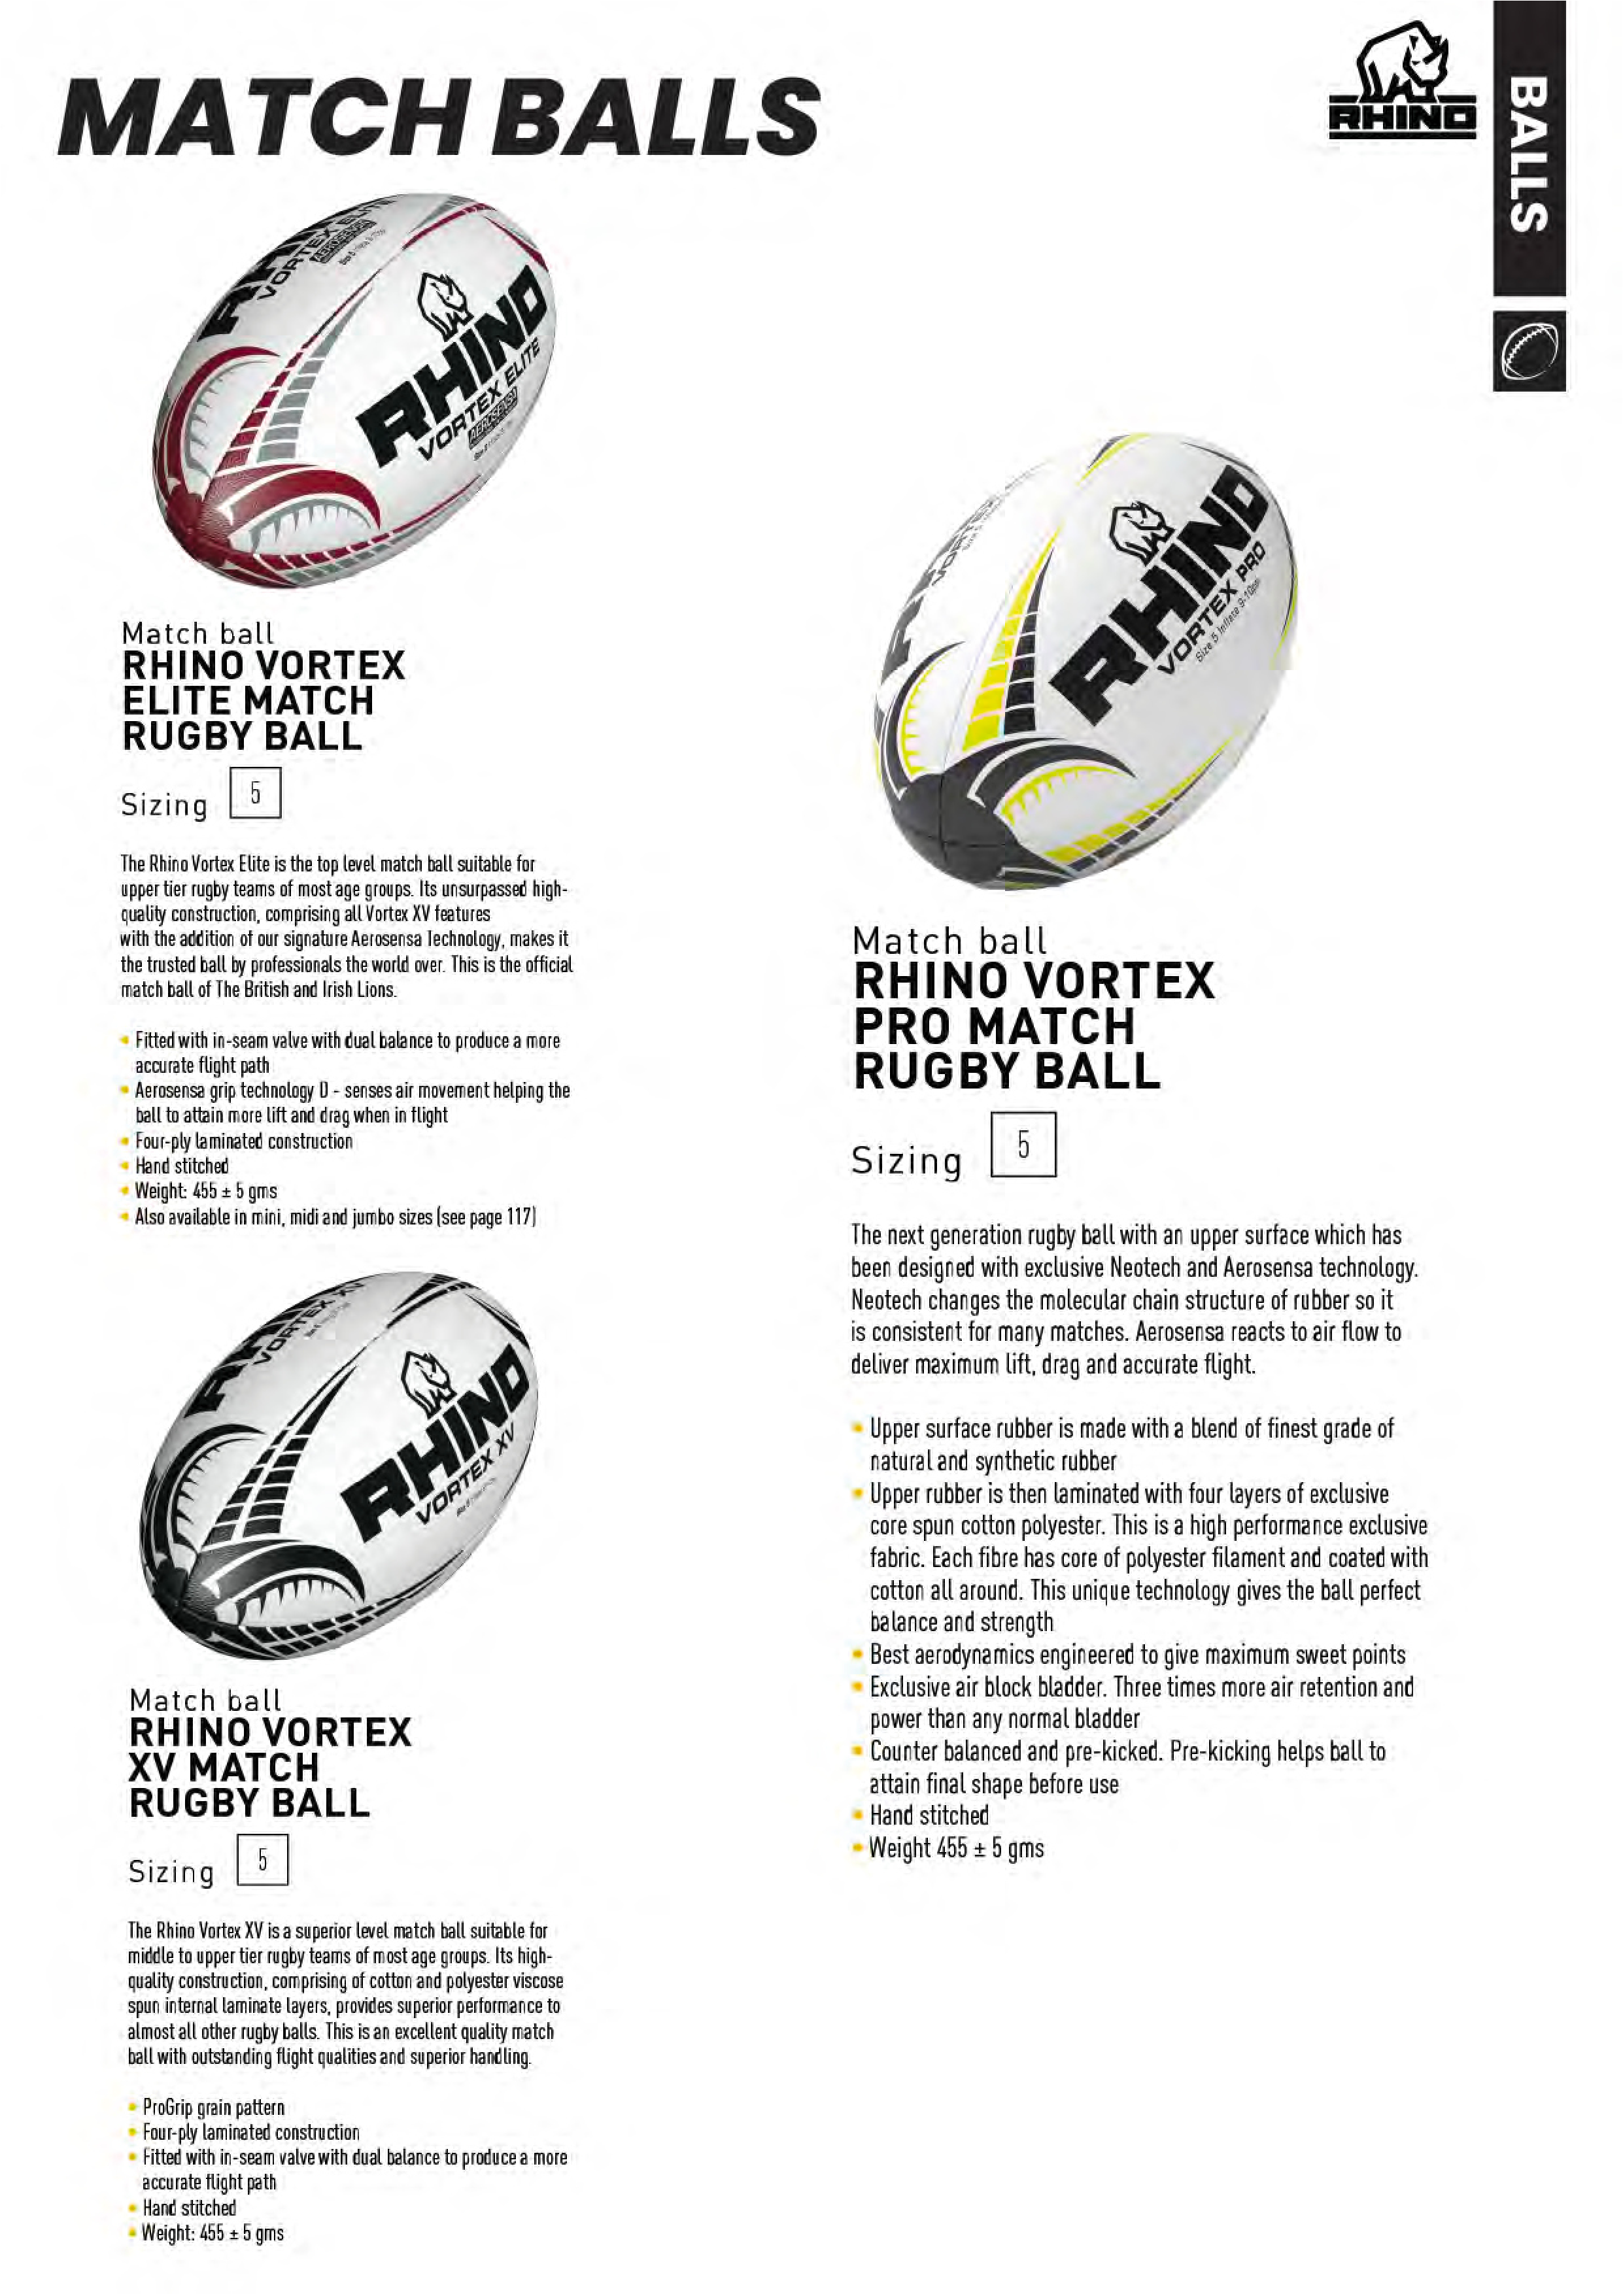 MATCH BALLS
RHINO
BALLS
VORTEX ELITE
AEROSENSA
RHINO
VORTEX ELITE
AEROSENSA
Match ball
RHINO VORTEX
ELITE MATCH
RUGBY BALL
Sizing 5
The Rhino Vortex Elite is the top level match ball suitable for
upper tier rugby teams of most age groups. Its unsurpassed high-
quality construction, comprising all Vortex XV features
with the addition of our signature Aerosensa Technology, makes it
the trusted ball by professionals the world over. This is the official
match ball of The British and Irish Lions.
Fitted with in-seam valve with dual balance to produce a more
accurate flight path
Aerosensa grip technology D - senses air movement helping the
ball to attain more lift and drag when in flight
Four-ply laminated construction
Hand stitched
Weight: 455 ± 5 gms
Also available in mini, midi and jumbo sizes (see page 117)
VORTEX XV
RHINO
VORTEX XV
Match ball
RHINO VORTEX
XV MATCH
RUGBY BALL
Sizing 5
The Rhino Vortex XV is a superior level match ball suitable for
middle to upper tier rugby teams of most age groups. Its high-
quality construction, comprising of cotton and polyester viscose
spun internal laminate layers, provides superior performance to
almost all other rugby balls. This is an excellent quality match
ball with outstanding flight qualities and superior handling.
ProGrip grain pattern
Four-ply laminated construction
Fitted with in-seam valve with dual balance to produce a more
accurate flight path
Hand stitched
Weight: 455 ± 5 gms
RHINO
VORTEX PRO
Size 5 Inflate 9-10psi
Match ball
RHINO VORTEX
PRO MATCH
RUGBY BALL
Sizing 5
The next generation rugby ball with an upper surface which has
been designed with exclusive Neotech and Aerosensa technology.
Neotech changes the molecular chain structure of rubber so it
is consistent for many matches. Aerosensa reacts to air flow to
deliver maximum lift, drag and accurate flight.
Upper surface rubber is made with a blend of finest grade of
natural and synthetic rubber
Upper rubber is then laminated with four layers of exclusive
core spun cotton polyester. This is a high performance exclusive
fabric. Each fibre has core of polyester filament and coated with
cotton all around. This unique technology gives the ball perfect
balance and strength
Best aerodynamics engineered to give maximum sweet points
Exclusive air block bladder. Three times more air retention and
power than any normal bladder
Counter balanced and pre-kicked. Pre-kicking helps ball to
attain final shape before use
Hand stitched
Weight 455 ± 5 gms